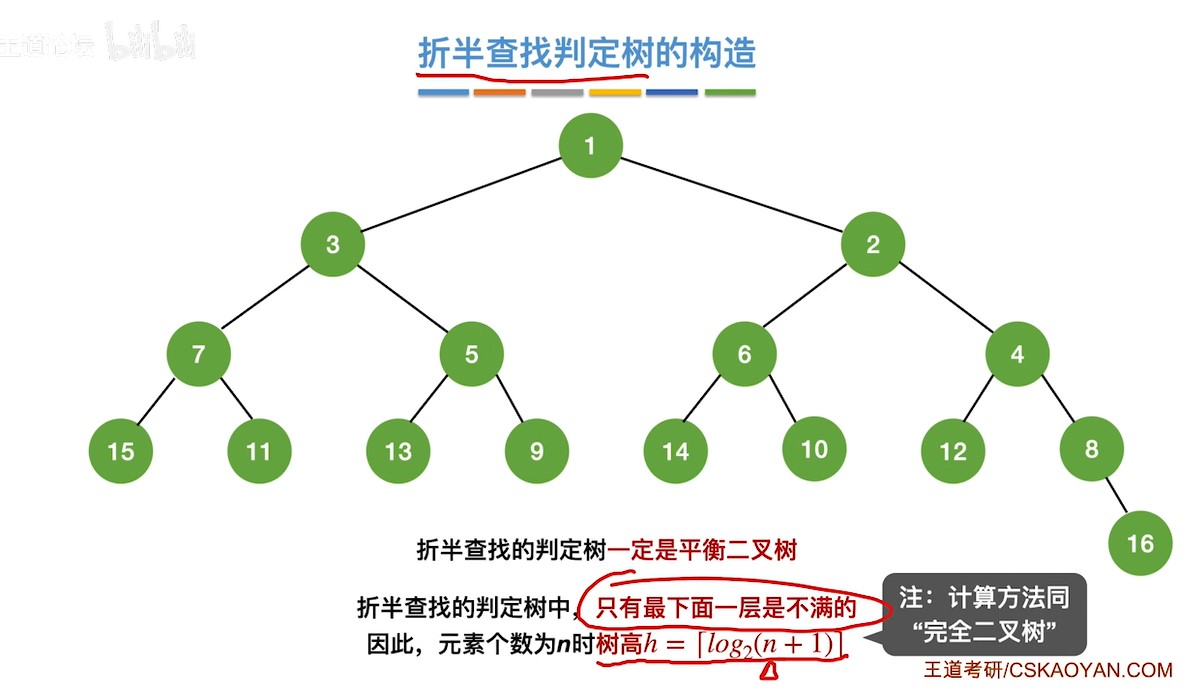 王道论坛 bilibili
折半查找判定树的构造
1
3 2
7 5 6 4
15 11 13 9 14 10 12 8
16
折半查找的判定树一定是平衡二叉树
折半查找的判定树中，只有最下面一层是不满的
因此，元素个数为n时树高h = ⌈log₂(n + 1)⌉
注：计算方法同
“完全二叉树”
王道考研/CSKAOYAN.COM